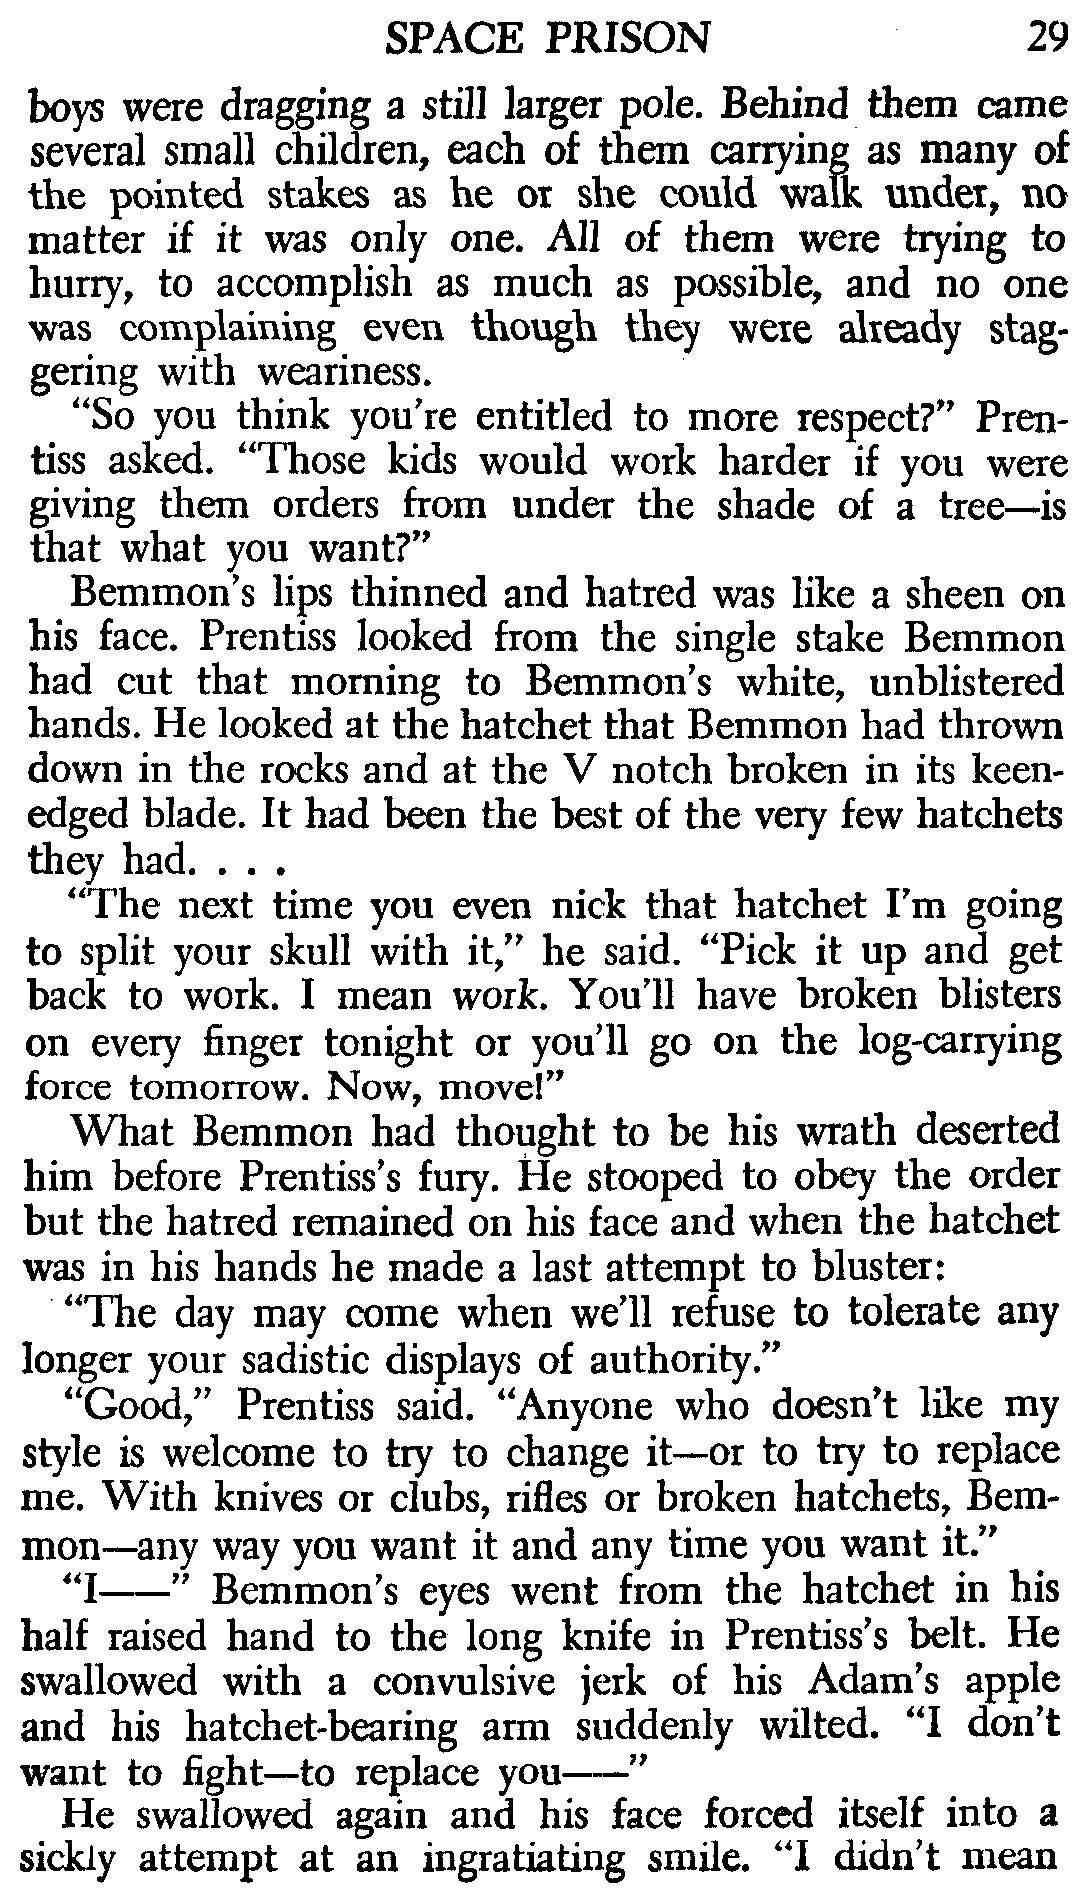 SPACE PRISON 29
boys were dragging a still larger pole. Behind them came
several small children, each of them carrying as many of
the pointed stakes as he or she could walk under, no
matter if it was only one. All of them were trying to
hurry, to accomplish as much as possible, and no one
was complaining even though they were already stag-
gering with weariness.
"So you think you're entitled to more respect?" Pren-
tiss asked. "Those kids would work harder if you were
giving them orders from under the shade of a tree—is
that what you want?"
Bemmon's lips thinned and hatred was like a sheen on
his face. Prentiss looked from the single stake Bemmon
had cut that morning to Bemmon's white, unblistered
hands. He looked at the hatchet that Bemmon had thrown
down in the rocks and at the V notch broken in its keen-
edged blade. It had been the best of the very few hatchets
they had. . . .
"The next time you even nick that hatchet I'm going
to split your skull with it," he said. "Pick it up and get
back to work. I mean work. You'll have broken blisters
on every finger tonight or you'll go on the log-carrying
force tomorrow. Now, move!"
What Bemmon had thought to be his wrath deserted
him before Prentiss's fury. He stooped to obey the order
but the hatred remained on his face and when the hatchet
was in his hands he made a last attempt to bluster:
"The day may come when we'll refuse to tolerate any
longer your sadistic displays of authority."
"Good," Prentiss said. "Anyone who doesn't like my
style is welcome to try to change it—or to try to replace
me. With knives or clubs, rifles or broken hatchets, Bem-
mon—any way you want it and any time you want it."
"I——" Bemmon's eyes went from the hatchet in his
half raised hand to the long knife in Prentiss's belt. He
swallowed with a convulsive jerk of his Adam's apple
and his hatchet-bearing arm suddenly wilted. "I don't
want to fight—to replace you——"
He swallowed again and his face forced itself into a
sickly attempt at an ingratiating smile. "I didn't mean